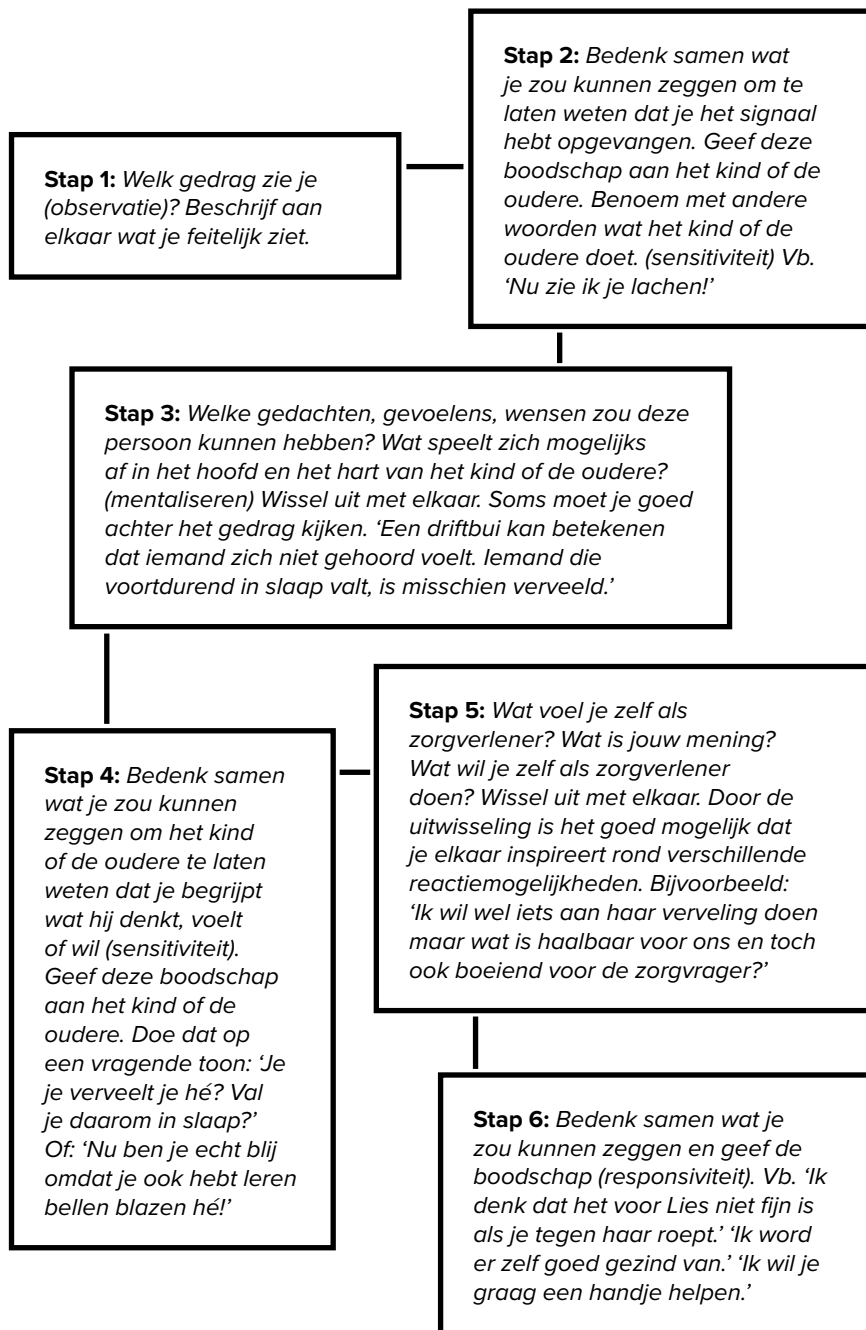 Stap 1: Welk gedrag zie je
(observatie)? Beschrijf aan
elkaar wat je feitelijk ziet.
Stap 2: Bedenk samen wat
je zou kunnen zeggen om te
laten weten dat je het signaal
hebt opgevangen. Geef deze
boodschap aan het kind of de
oudere. Benoem met andere
woorden wat het kind of de
oudere doet. (sensitiviteit) Vb.
‘Nu zie ik je lachen!’
Stap 3: Welke gedachten, gevoelens, wensen zou deze
persoon kunnen hebben? Wat speelt zich mogelijks
af in het hoofd en het hart van het kind of de oudere?
(mentaliseren) Wissel uit met elkaar. Soms moet je goed
achter het gedrag kijken. ‘Een driftbui kan betekenen
dat iemand zich niet gehoord voelt. Iemand die
voortdurend in slaap valt, is misschien verveeld.’
Stap 4: Bedenk samen
wat je zou kunnen
zeggen om het kind
of de oudere te laten
weten dat je begrijpt
wat hij denkt, voelt
of wil (sensitiviteit).
Geef deze boodschap
aan het kind of de
oudere. Doe dat op
een vragende toon: ‘Je
je verveelt je hé? Val
je daarom in slaap?’
Of: ‘Nu ben je echt blij
omdat je ook hebt leren
bellen blazen hé!’
Stap 5: Wat voel je zelf als
zorgverlener? Wat is jouw mening?
Wat wil je zelf als zorgverlener
doen? Wissel uit met elkaar. Door de
uitwisseling is het goed mogelijk dat
je elkaar inspireert rond verschillende
reactiemogelijkheden. Bijvoorbeeld:
‘Ik wil wel iets aan haar verveling doen
maar wat is haalbaar voor ons en toch
ook boeiend voor de zorgvrager?’
Stap 6: Bedenk samen wat je
zou kunnen zeggen en geef de
boodschap (responsiviteit). Vb. ‘Ik
denk dat het voor Lies niet fijn is
als je tegen haar roept.’ ‘Ik word
er zelf goed gezind van.’ ‘Ik wil je
graag een handje helpen.’